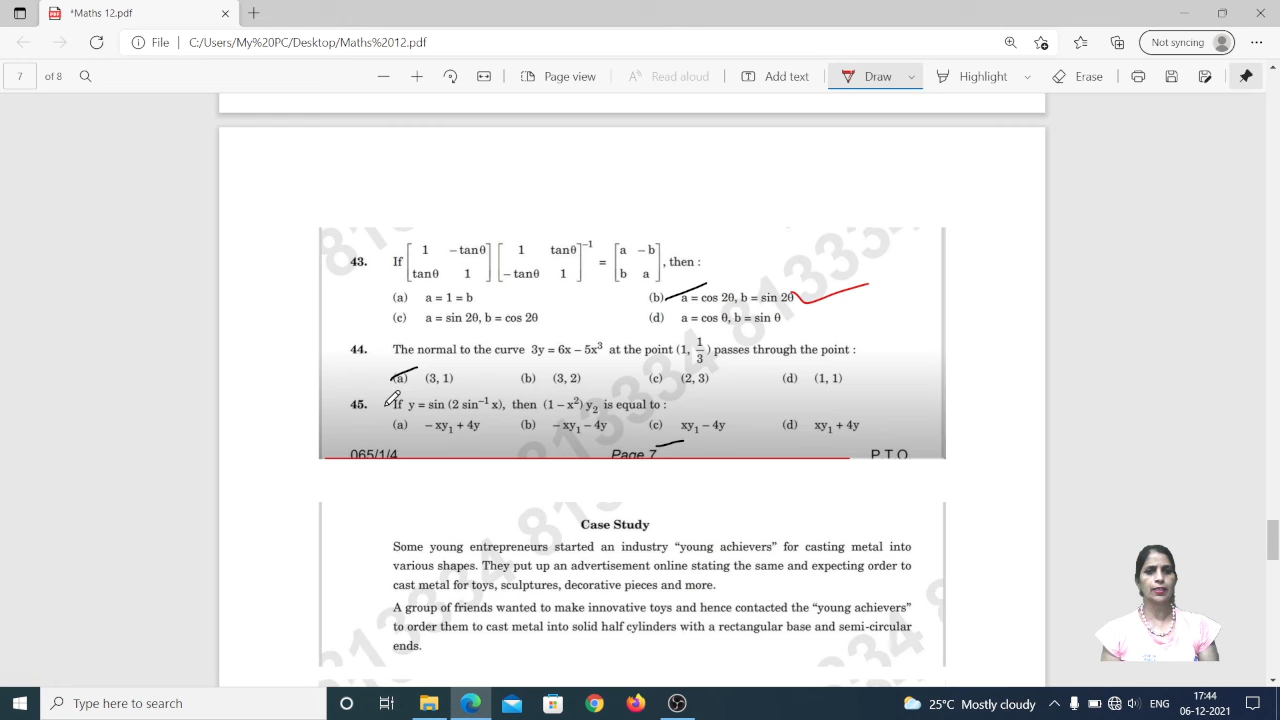 *Maths 12.pdf
File | C:/Users/My%20PC/Desktop/Maths%2012.pdf
Not syncing
7 of 8
Page view
Read aloud
Add text
Draw
Highlight
Erase
43. If [1 −tanθ; tanθ 1] [1 tanθ; −tanθ 1]⁻¹ = [a −b; b a], then :
(a) a = 1 = b (b) a = cos 2θ, b = sin 2θ
(c) a = sin 2θ, b = cos 2θ (d) a = cos θ, b = sin θ
44. The normal to the curve 3y = 6x – 5x³ at the point (1, 1/3) passes through the point :
(a) (3, 1) (b) (3, 2) (c) (2, 3) (d) (1, 1)
45. If y = sin (2 sin⁻¹ x), then (1 – x²) y₂ is equal to :
(a) – xy₁ + 4y (b) – xy₁ – 4y (c) xy₁ – 4y (d) xy₁ + 4y
065/1/4 Page 7 P.T.O.
813334 813334 813334
Case Study
Some young entrepreneurs started an industry “young achievers” for casting metal into
various shapes. They put up an advertisement online stating the same and expecting order to
cast metal for toys, sculptures, decorative pieces and more.
A group of friends wanted to make innovative toys and hence contacted the “young achievers”
to order them to cast metal into solid half cylinders with a rectangular base and semi-circular
ends.
Type here to search
25°C Mostly cloudy
ENG
17:44
06-12-2021